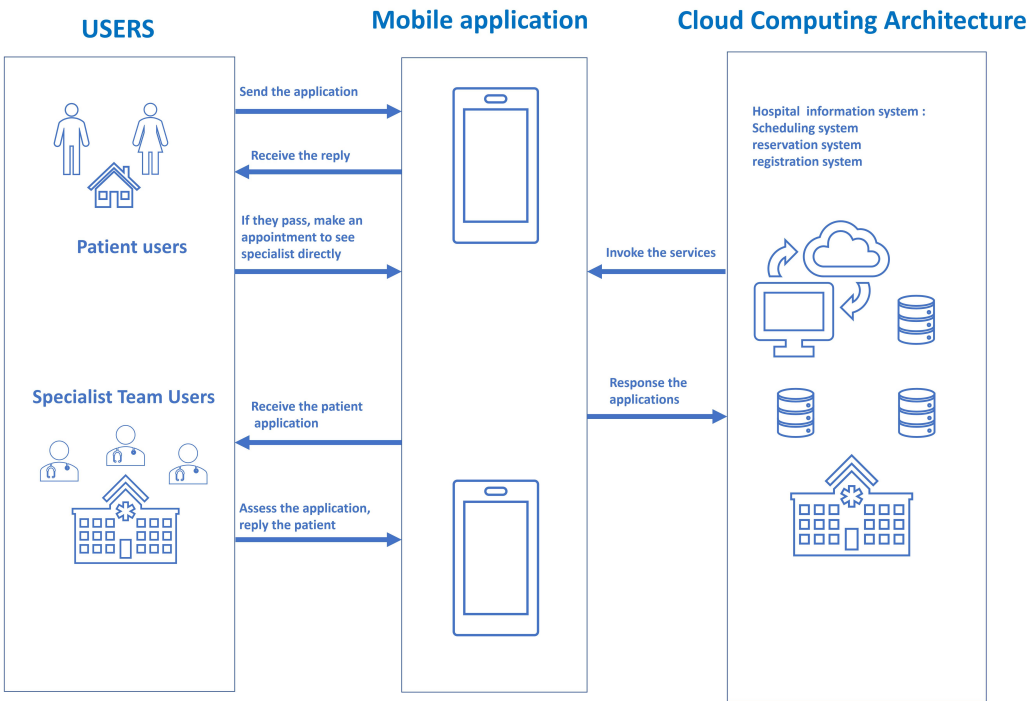 USERS
Mobile application
Cloud Computing Architecture
Send the application
Receive the reply
If they pass, make an
appointment to see
specialist directly
Patient users
Hospital information system :
Scheduling system
reservation system
registration system
Invoke the services
Specialist Team Users
Receive the patient
application
Response the
applications
Assess the application,
reply the patient